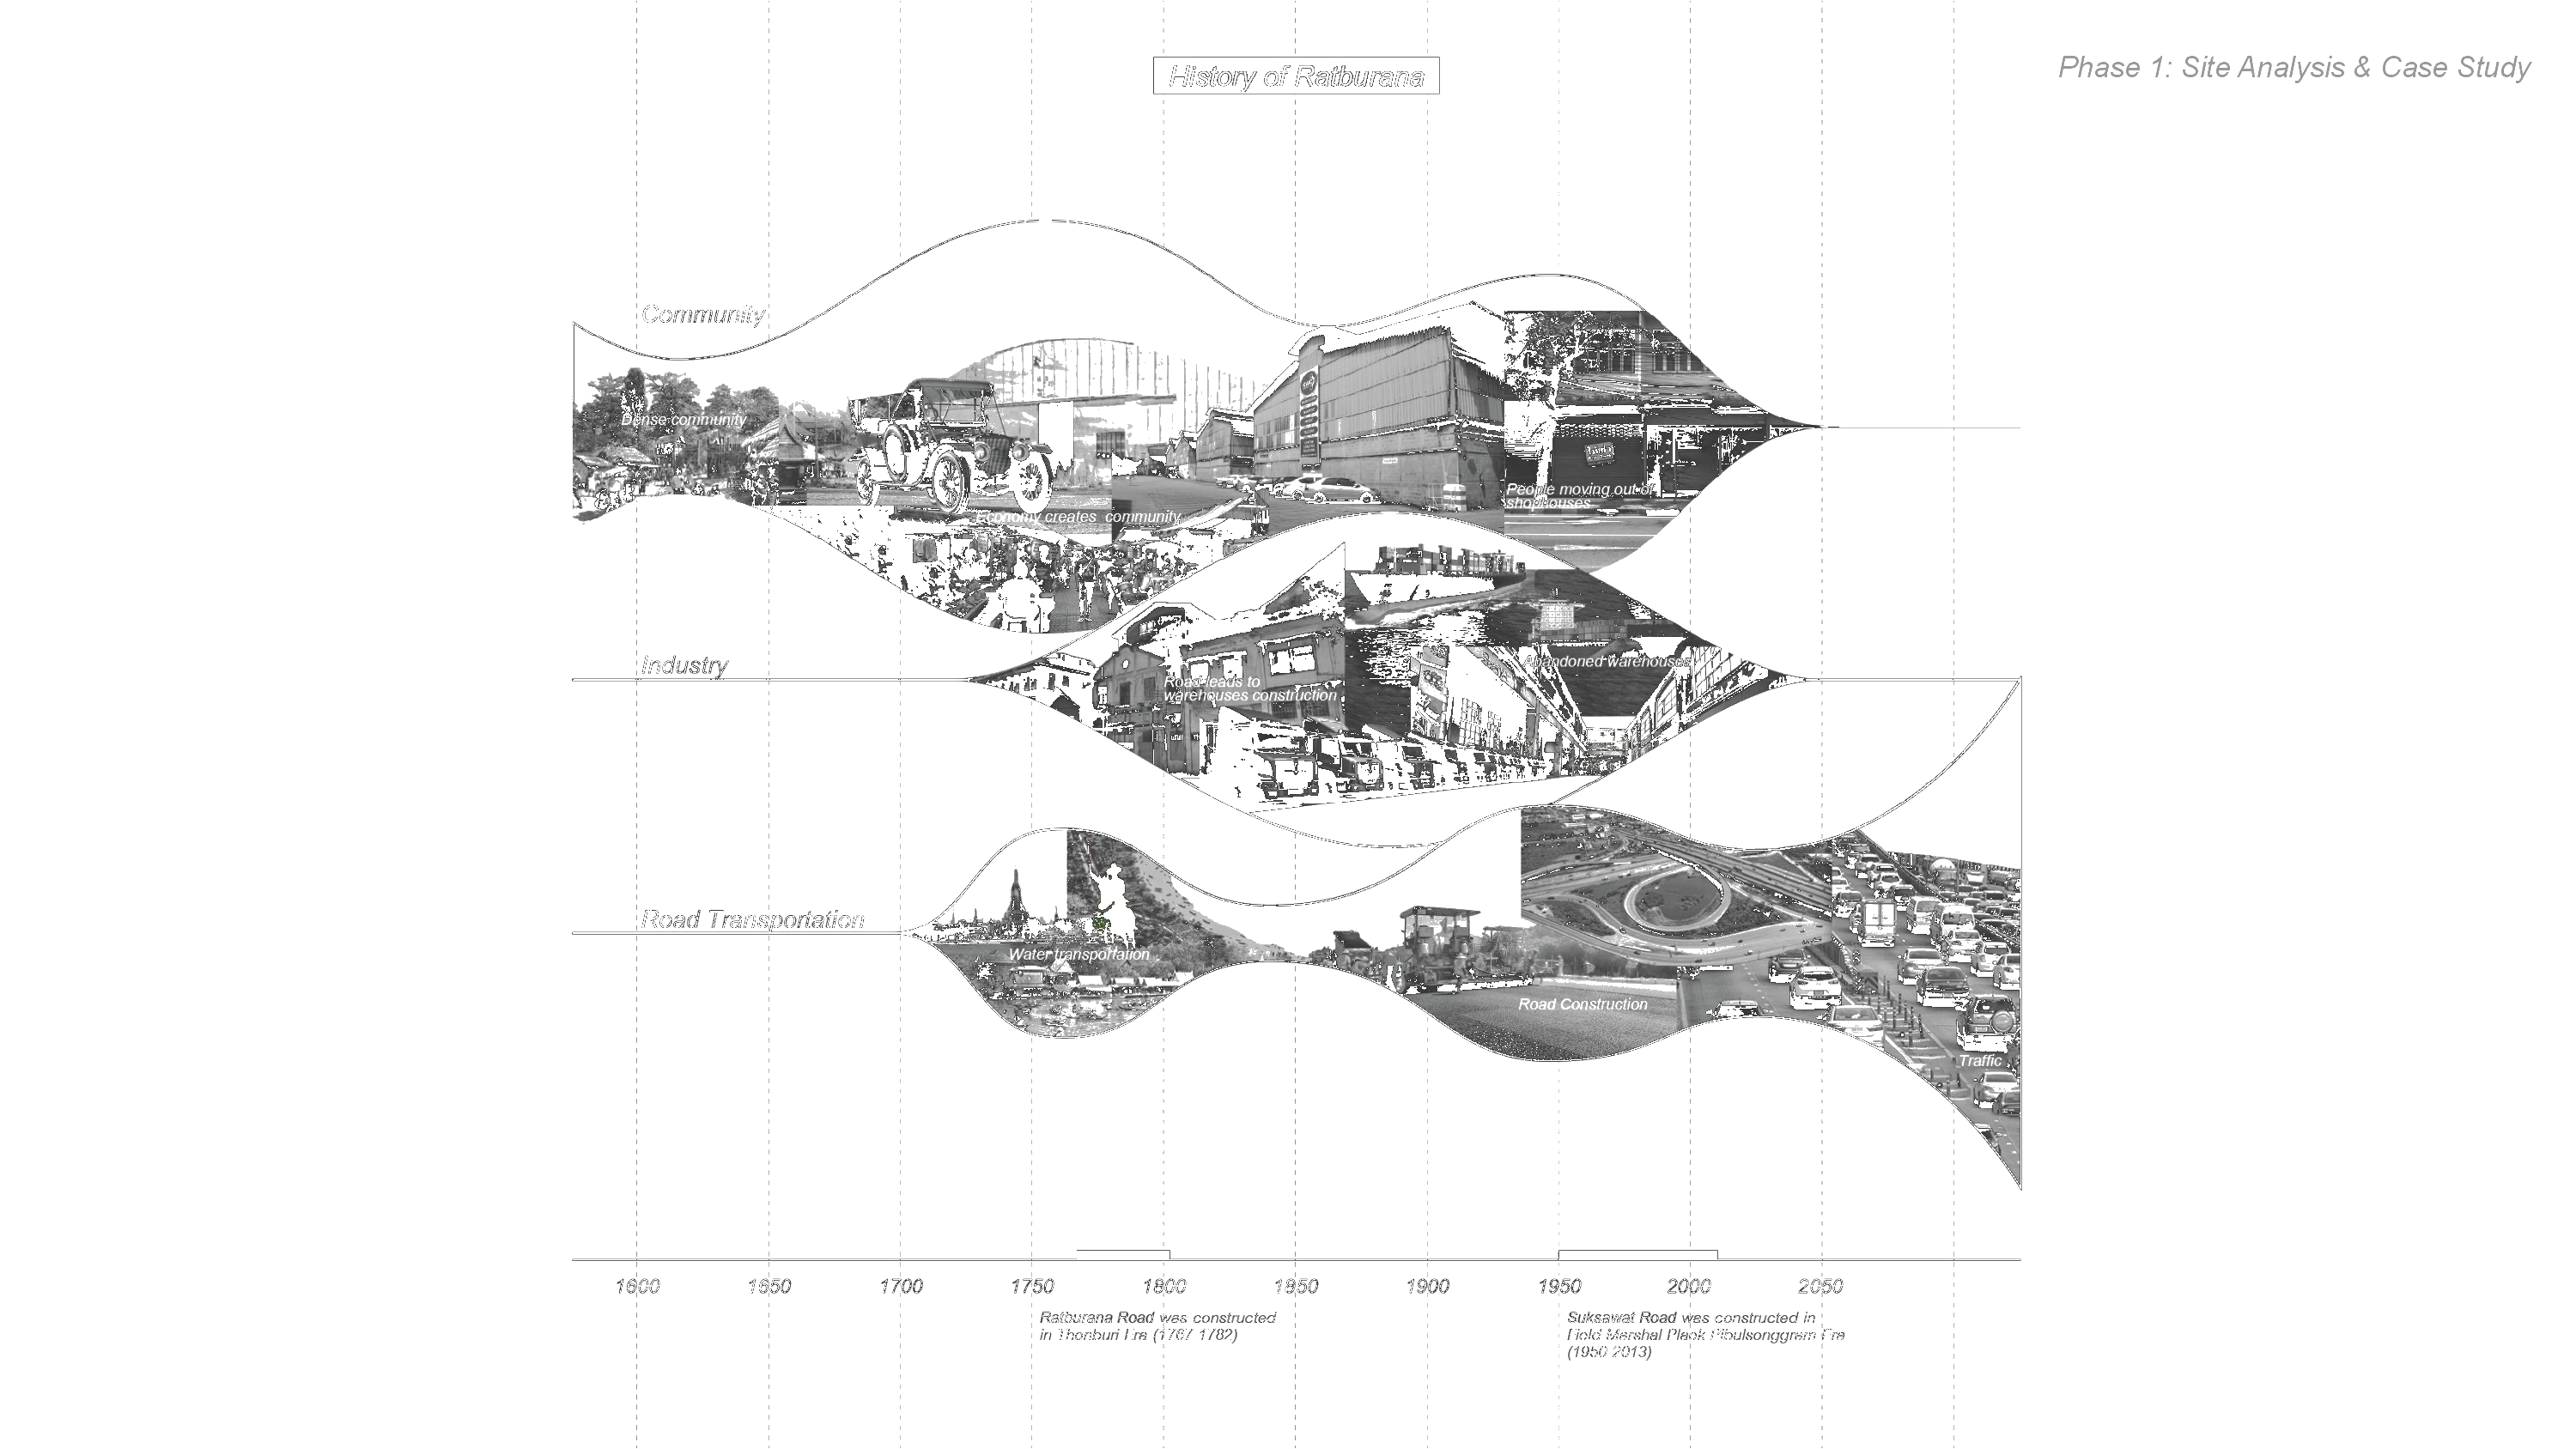 History of Ratburana
Phase 1: Site Analysis & Case Study
Community
Dense community
People moving out of
shophouses
Economy creates community
Industry
Abandoned warehouses
Road leads to
warehouses construction
Road Transportation
Water transportation
Road Construction
Traffic
1600 1650 1700 1750 1800 1850 1900 1950 2000 2050
Ratburana Road was constructed
in Thonburi Era (1767 1782)
Suksawat Road was constructed in
Field Marshal Plaek Pibulsonggram Era
(1950 2013)